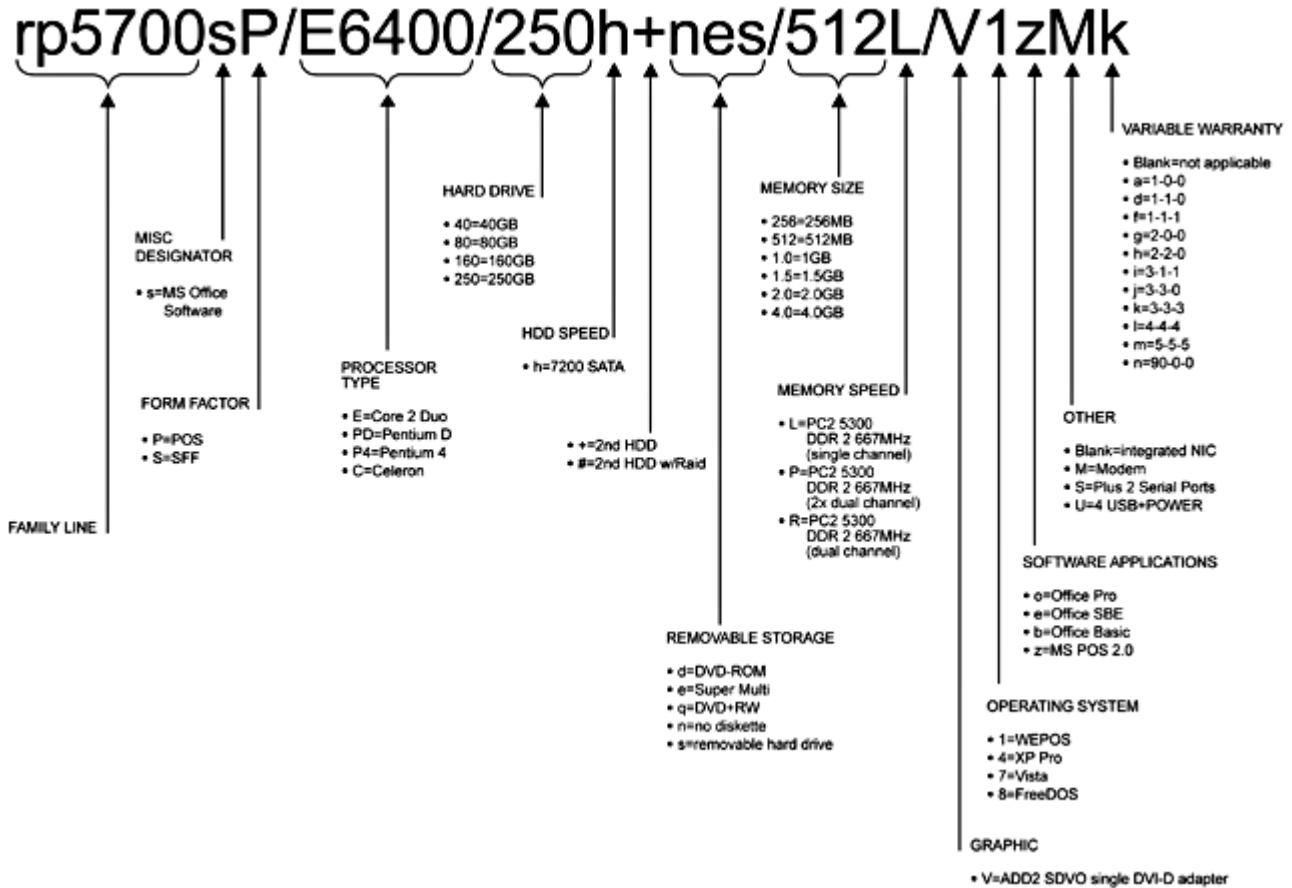 rp5700sP/E6400/250h+nes/512L/V1zMk
VARIABLE WARRANTY
• Blank=not applicable
• a=1-0-0
• d=1-1-0
• f=1-1-1
• g=2-0-0
• h=2-2-0
• i=3-1-1
• j=3-3-0
• k=3-3-3
• l=4-4-4
• m=5-5-5
• n=90-0-0
HARD DRIVE
• 40=40GB
• 80=80GB
• 160=160GB
• 250=250GB
MEMORY SIZE
• 256=256MB
• 512=512MB
• 1.0=1GB
• 1.5=1.5GB
• 2.0=2.0GB
• 4.0=4.0GB
MISC
DESIGNATOR
• s=MS Office
Software
HDD SPEED
• h=7200 SATA
PROCESSOR
TYPE
• E=Core 2 Duo
• PD=Pentium D
• P4=Pentium 4
• C=Celeron
FORM FACTOR
• P=POS
• S=SFF
MEMORY SPEED
• L=PC2 5300
DDR 2 667MHz
(single channel)
• P=PC2 5300
DDR 2 667MHz
(2x dual channel)
• R=PC2 5300
DDR 2 667MHz
(dual channel)
OTHER
• Blank=integrated NIC
• M=Modem
• S=Plus 2 Serial Ports
• U=4 USB+POWER
• +=2nd HDD
• #=2nd HDD w/Raid
FAMILY LINE
SOFTWARE APPLICATIONS
• o=Office Pro
• e=Office SBE
• b=Office Basic
• z=MS POS 2.0
REMOVABLE STORAGE
• d=DVD-ROM
• e=Super Multi
• q=DVD+RW
• n=no diskette
• s=removable hard drive
OPERATING SYSTEM
• 1=WEPOS
• 4=XP Pro
• 7=Vista
• 8=FreeDOS
GRAPHIC
• V=ADD2 SDVO single DVI-D adapter